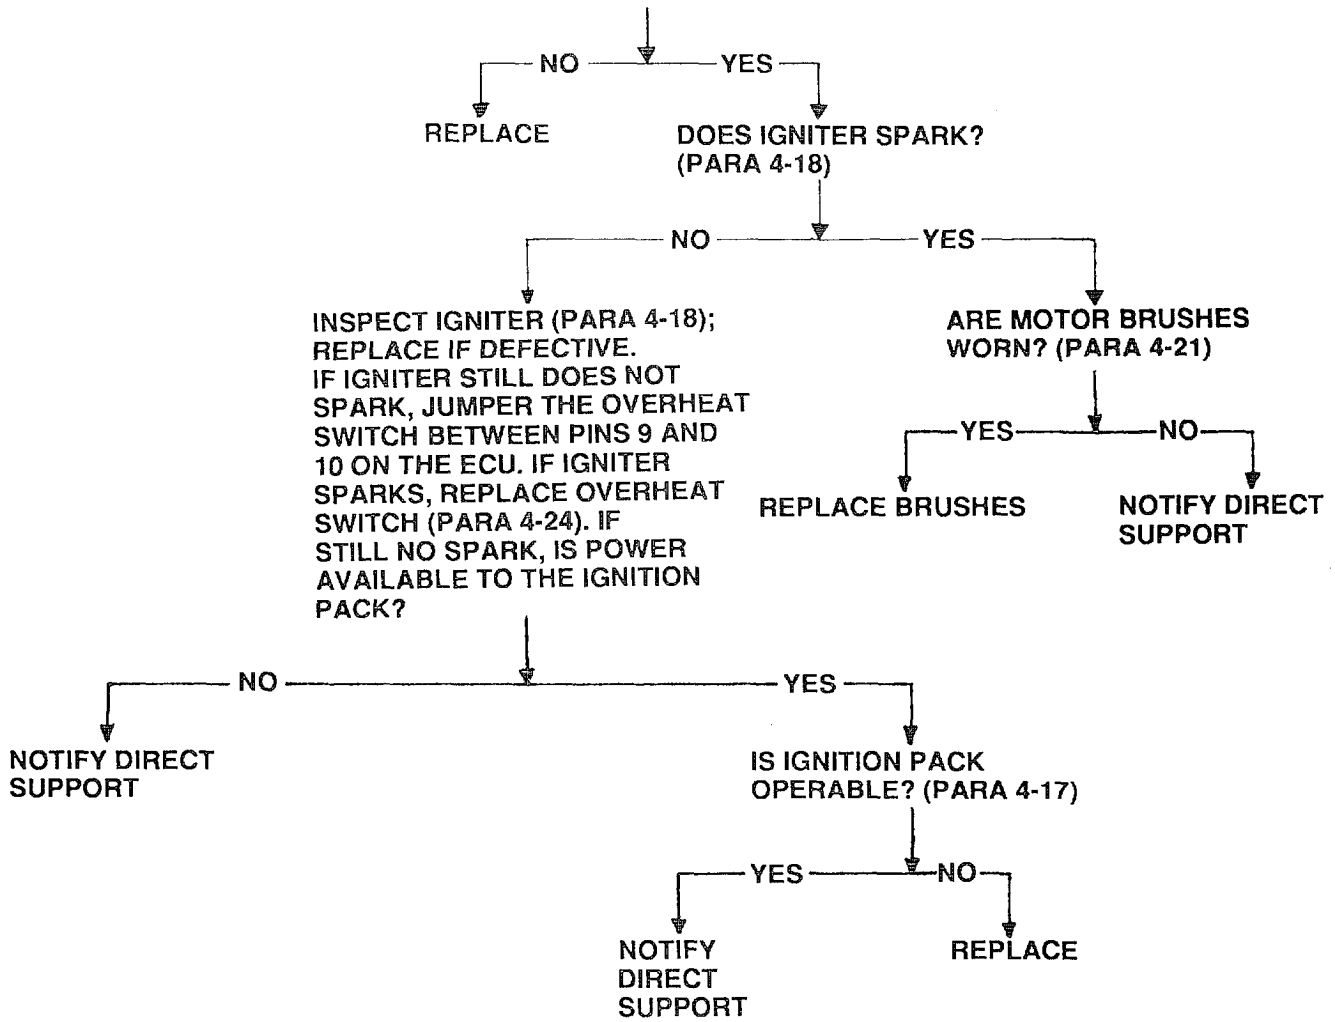 NO YES
REPLACE
DOES IGNITER SPARK?
(PARA 4-18)
NO YES
INSPECT IGNITER (PARA 4-18);
REPLACE IF DEFECTIVE.
IF IGNITER STILL DOES NOT
SPARK, JUMPER THE OVERHEAT
SWITCH BETWEEN PINS 9 AND
10 ON THE ECU. IF IGNITER
SPARKS, REPLACE OVERHEAT
SWITCH (PARA 4-24). IF
STILL NO SPARK, IS POWER
AVAILABLE TO THE IGNITION
PACK?
ARE MOTOR BRUSHES
WORN? (PARA 4-21)
YES NO
REPLACE BRUSHES
NOTIFY DIRECT
SUPPORT
NO YES
NOTIFY DIRECT
SUPPORT
IS IGNITION PACK
OPERABLE? (PARA 4-17)
YES NO
NOTIFY
DIRECT
SUPPORT
REPLACE